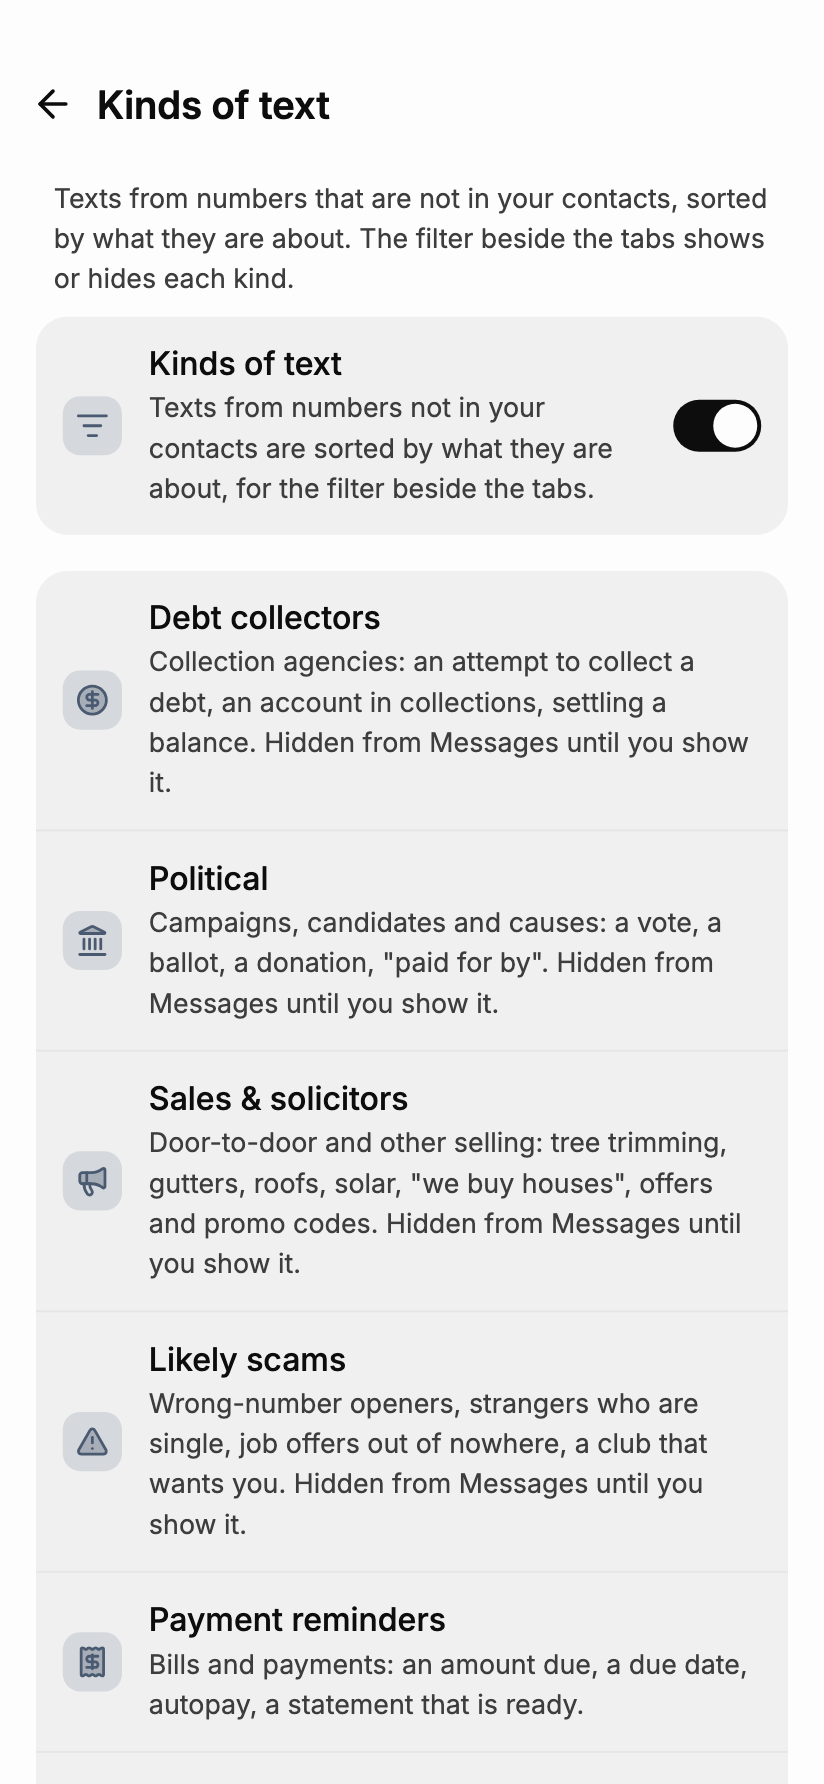 Kinds of text
Texts from numbers that are not in your contacts, sorted
by what they are about. The filter beside the tabs shows
or hides each kind.
Kinds of text
Texts from numbers not in your
contacts are sorted by what they are
about, for the filter beside the tabs.
Debt collectors
Collection agencies: an attempt to collect a
debt, an account in collections, settling a
balance. Hidden from Messages until you show
it.
Political
Campaigns, candidates and causes: a vote, a
ballot, a donation, "paid for by". Hidden from
Messages until you show it.
Sales & solicitors
Door-to-door and other selling: tree trimming,
gutters, roofs, solar, "we buy houses", offers
and promo codes. Hidden from Messages until
you show it.
Likely scams
Wrong-number openers, strangers who are
single, job offers out of nowhere, a club that
wants you. Hidden from Messages until you
show it.
Payment reminders
Bills and payments: an amount due, a due date,
autopay, a statement that is ready.